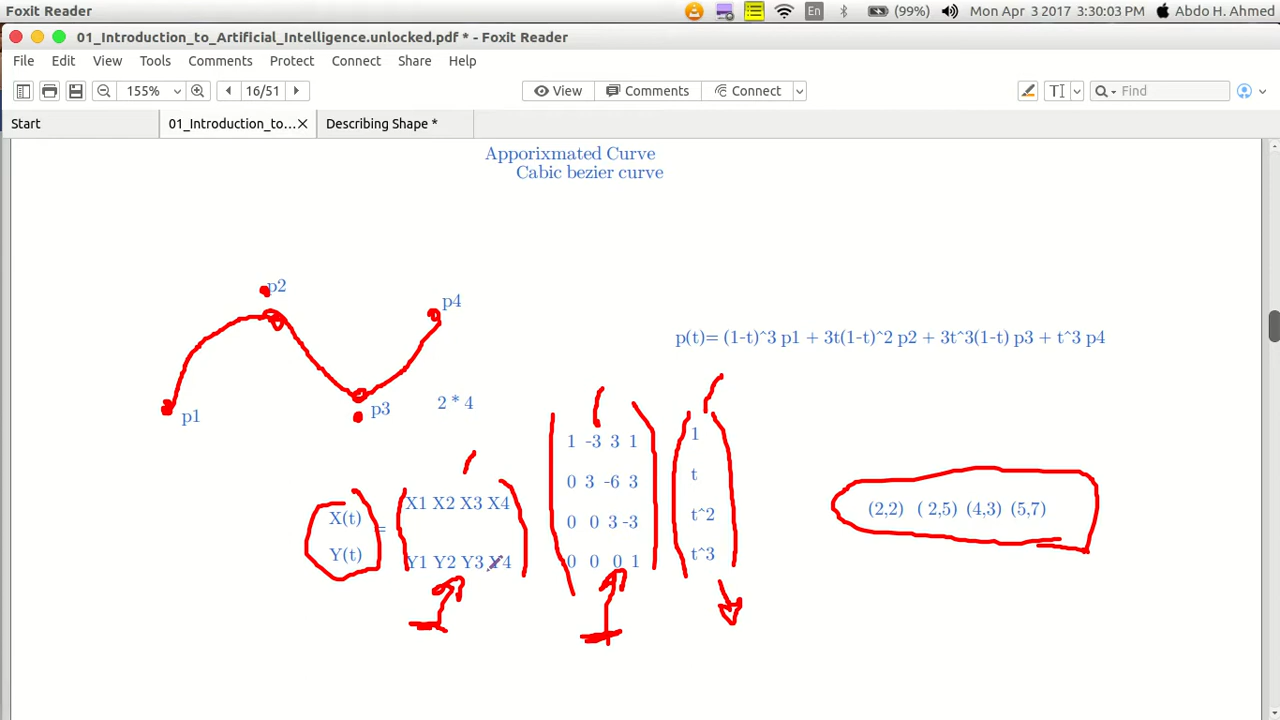 Foxit Reader
En
(99%)
Mon Apr 3 2017 3:30:03 PM
Abdo H. Ahmed
01_Introduction_to_Artificial_Intelligence.unlocked.pdf * - Foxit Reader
File Edit View Tools Comments Protect Connect Share Help
155% 16/51 View Comments Connect Find
Start 01_Introduction_to... Describing Shape *
Apporixmated Curve
Cabic bezier curve
p2
p4
p(t)= (1-t)^3 p1 + 3t(1-t)^2 p2 + 3t^3(1-t) p3 + t^3 p4
2 * 4
p3
p1
X(t)
Y(t)
=
X1 X2 X3 X4
Y1 Y2 Y3 X4
1 -3 3 1
0 3 -6 3
0 0 3 -3
0 0 0 1
1
t
t^2
t^3
(2,2) ( 2,5) (4,3) (5,7)